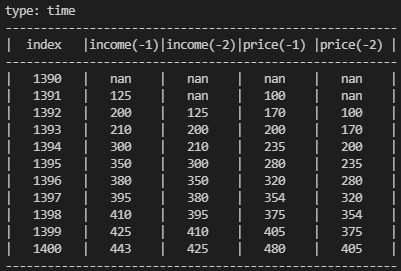 type: time
-------------------------------------------------------
|  index   |income(-1)|income(-2)|price(-1) |price(-2) |
-------------------------------------------------------
|   1390   |   nan    |   nan    |   nan    |   nan    |
|   1391   |   125    |   nan    |   100    |   nan    |
|   1392   |   200    |   125    |   170    |   100    |
|   1393   |   210    |   200    |   200    |   170    |
|   1394   |   300    |   210    |   235    |   200    |
|   1395   |   350    |   300    |   280    |   235    |
|   1396   |   380    |   350    |   320    |   280    |
|   1397   |   395    |   380    |   354    |   320    |
|   1398   |   410    |   395    |   375    |   354    |
|   1399   |   425    |   410    |   405    |   375    |
|   1400   |   443    |   425    |   480    |   405    |
-------------------------------------------------------